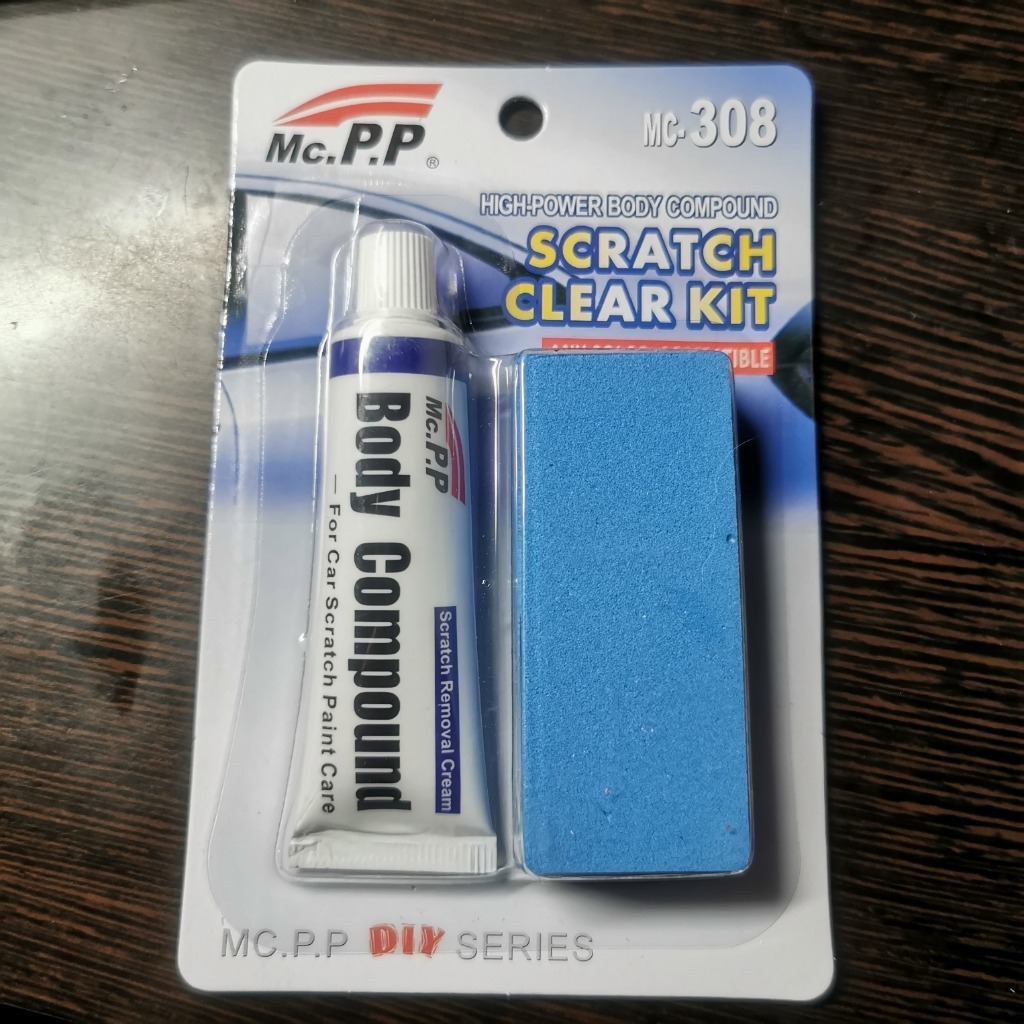 Mc.P.P ®
MC-308
HIGH-POWER BODY COMPOUND
SCRATCH
CLEAR KIT
Mc.P.P
Body Compound
— For Car Scratch Paint Care
Scratch Removal Cream
MC.P.P DIY SERIES